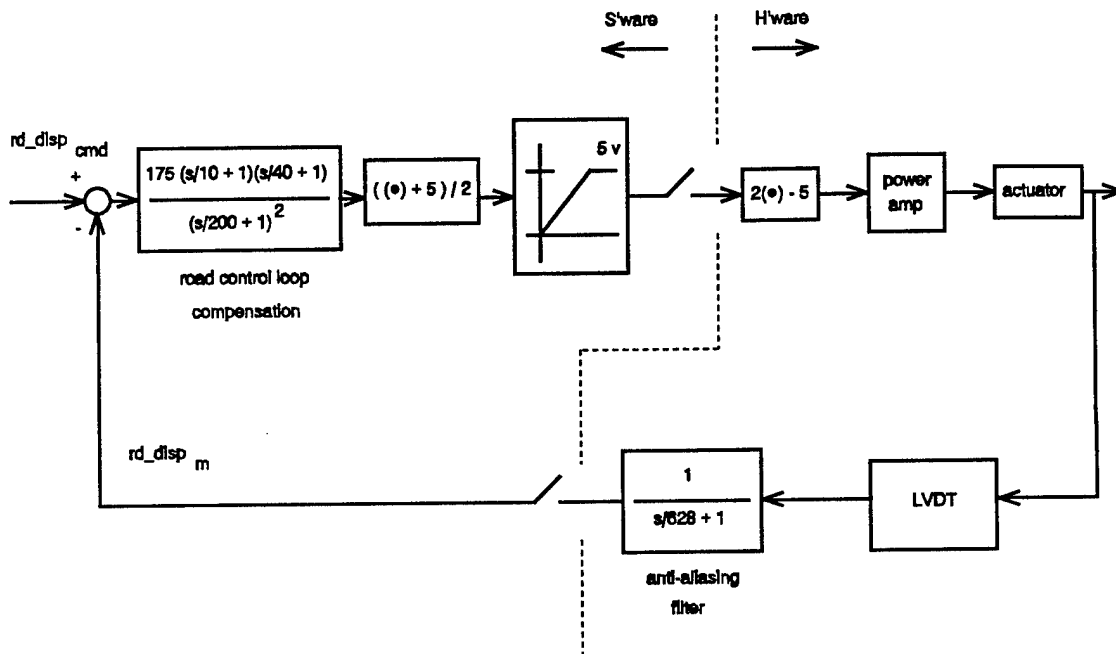 S'ware
H'ware
rd_disp cmd
+
-
175 (s/10 + 1)(s/40 + 1)
(s/200 + 1)^2
road control loop
compensation
( (•) + 5 ) / 2
5 v
2(•) - 5
power
amp
actuator
rd_disp m
1
s/628 + 1
anti-aliasing
filter
LVDT